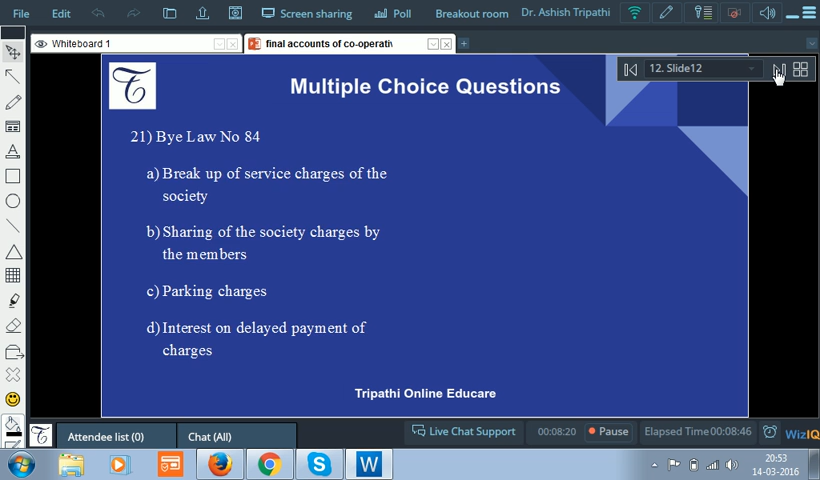 File
Edit
Screen sharing
Poll
Breakout room
Dr. Ashish Tripathi
Whiteboard 1
final accounts of co-operativ
12. Slide12
Multiple Choice Questions
21) Bye Law No 84
a) Break up of service charges of the
society
b) Sharing of the society charges by
the members
c) Parking charges
d) Interest on delayed payment of
charges
Tripathi Online Educare
Attendee list (0)
Chat (All)
Live Chat Support
00:08:20
Pause
Elapsed Time 00:08:46
WizIQ
20:53
14-03-2016